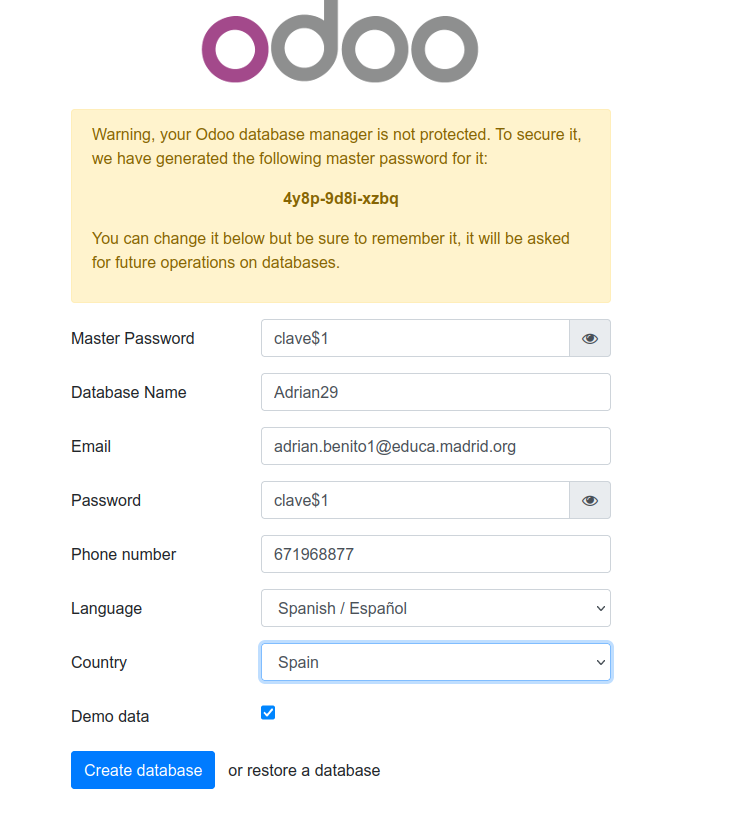 odoo
Warning, your Odoo database manager is not protected. To secure it,
we have generated the following master password for it:
4y8p-9d8i-xzbq
You can change it below but be sure to remember it, it will be asked
for future operations on databases.
Master Password clave$1
Database Name Adrian29
Email adrian.benito1@educa.madrid.org
Password clave$1
Phone number 671968877
Language Spanish / Español
Country Spain
Demo data
Create database or restore a database